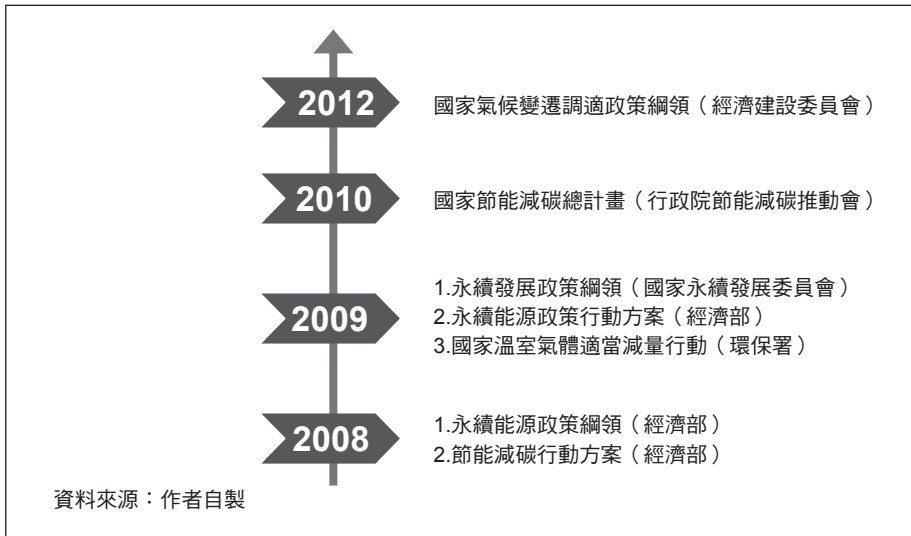 2012
國家氣候變遷調適政策綱領（經濟建設委員會）
2010
國家節能減碳總計畫（行政院節能減碳推動會）
2009
1.永續發展政策綱領（國家永續發展委員會）
2.永續能源政策行動方案（經濟部）
3.國家溫室氣體適當減量行動（環保署）
2008
1.永續能源政策綱領（經濟部）
2.節能減碳行動方案（經濟部）
資料來源：作者自製